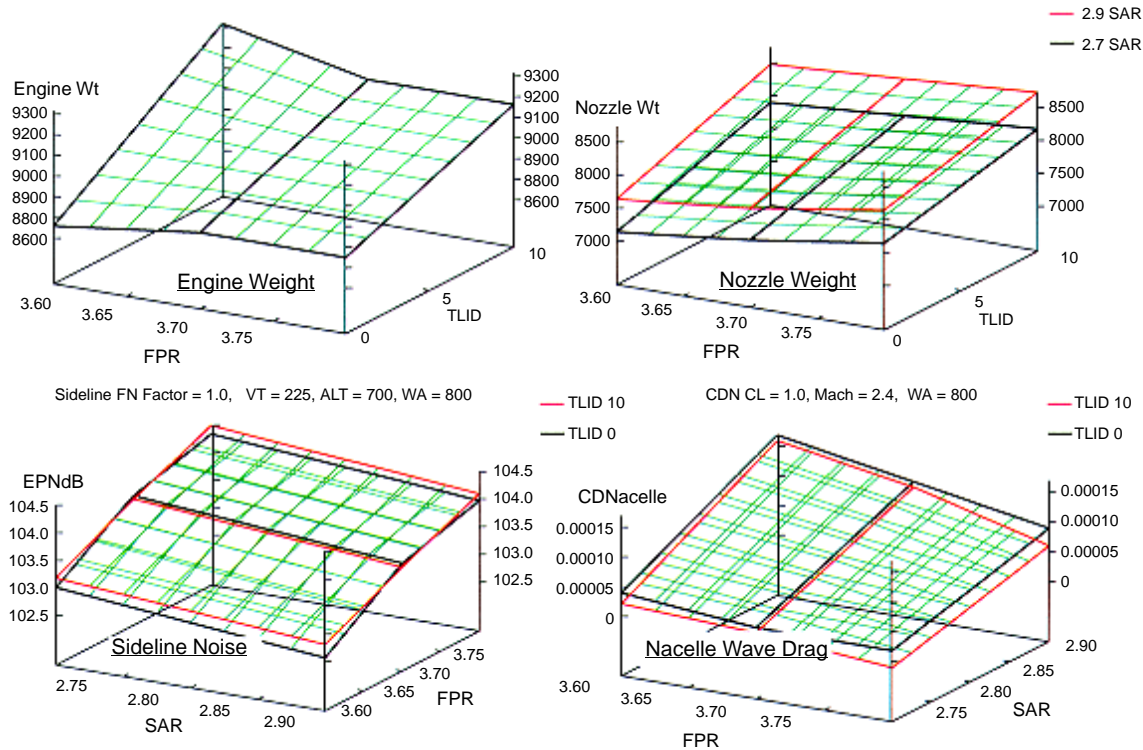 2.9 SAR
2.7 SAR
Engine Wt
9300
9200
9100
9000
8900
8800
8600
9300
9200
9100
9000
8900
8800
8600
3.60
3.65
3.70
3.75
FPR
0
5
10
TLID
Engine Weight
Nozzle Wt
8500
8000
7500
7000
8500
8000
7500
7000
3.60
3.65
3.70
3.75
FPR
0
5
10
TLID
Nozzle Weight
Sideline FN Factor = 1.0, VT = 225, ALT = 700, WA = 800
TLID 10
TLID 0
EPNdB
104.5
104.0
103.5
103.0
102.5
104.5
104.0
103.5
103.0
102.5
2.75
2.80
2.85
2.90
SAR
3.60
3.65
3.70
3.75
FPR
Sideline Noise
CDN CL = 1.0, Mach = 2.4, WA = 800
TLID 10
TLID 0
CDNacelle
0.00015
0.00010
0.00005
0
0.00015
0.00010
0.00005
0
3.60
3.65
3.70
3.75
FPR
2.75
2.80
2.85
2.90
SAR
Nacelle Wave Drag